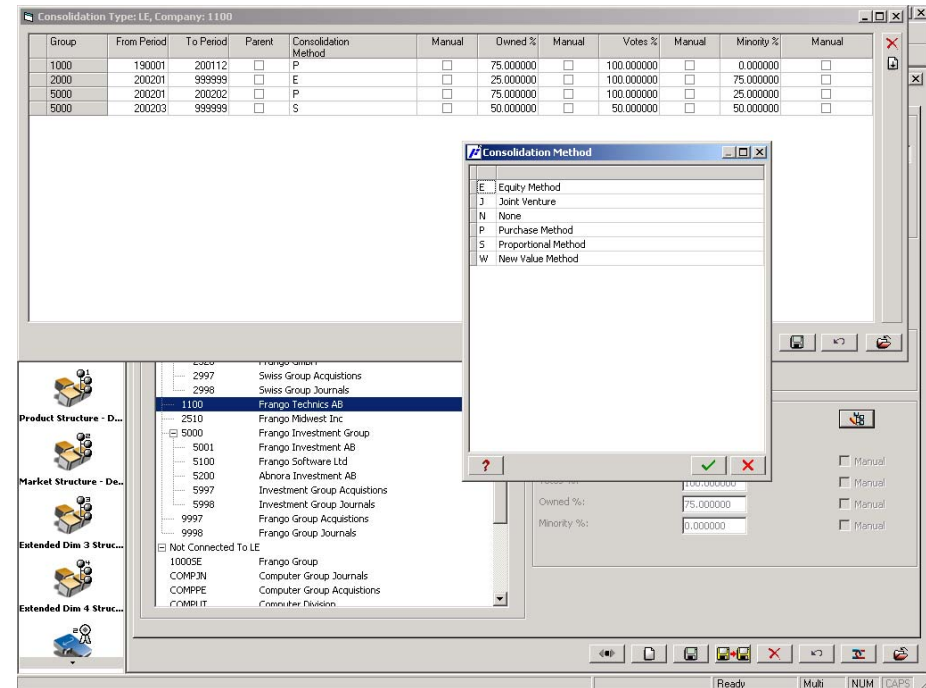 Consolidation Type: LE, Company: 1100
Group From Period To Period Parent Consolidation Method Manual Owned % Manual Votes % Manual Minority % Manual
1000 190001 200112 P 75.000000 100.000000 0.000000
2000 200201 999999 E 25.000000 100.000000 75.000000
5000 200201 200202 P 75.000000 100.000000 25.000000
5000 200203 999999 S 50.000000 50.000000 50.000000
Consolidation Method
E Equity Method
J Joint Venture
N None
P Purchase Method
S Proportional Method
W New Value Method
2997 Swiss Group Acquistions
2998 Swiss Group Journals
1100 Frango Technics AB
2510 Frango Midwest Inc
5000 Frango Investment Group
5001 Frango Investment AB
5100 Frango Software Ltd
5200 Abnora Investment AB
5997 Investment Group Acquistions
5998 Investment Group Journals
9997 Frango Group Acquistions
9998 Frango Group Journals
Not Connected To LE
1000SE Frango Group
COMPJN Computer Group Journals
COMPPE Computer Group Acquistions
COMPUT Computer Division
Product Structure - D...
Market Structure - De...
Extended Dim 3 Struc...
Extended Dim 4 Struc...
Manual
100.000000 Manual
Owned %: 75.000000 Manual
Minority %: 0.000000 Manual
Ready Multi NUM CAPS